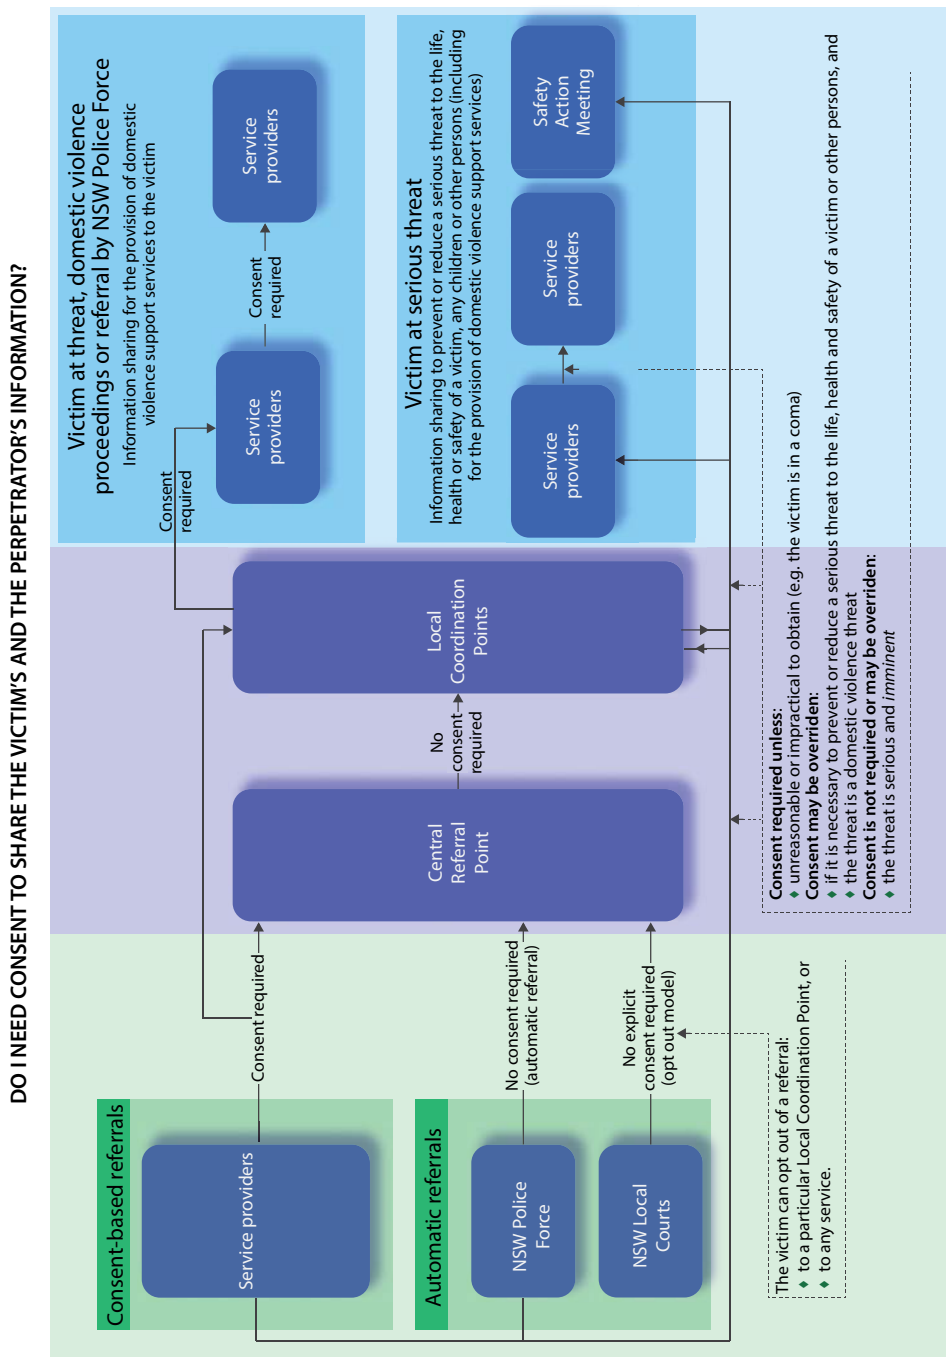 DO I NEED CONSENT TO SHARE THE VICTIM'S AND THE PERPETRATOR'S INFORMATION?
Consent-based referrals
Service providers
Consent required
Automatic referrals
NSW Police
Force
No consent required
(automatic referral)
NSW Local
Courts
No explicit
consent required
(opt out model)
The victim can opt out of a referral:
♦ to a particular Local Coordination Point, or
♦ to any service.
Central
Referral
Point
No
consent
required
Local
Coordination
Points
Consent
required
Victim at threat, domestic violence
proceedings or referral by NSW Police Force
Information sharing for the provision of domestic
violence support services to the victim
Service
providers
Consent
required
Service
providers
Victim at serious threat
Information sharing to prevent or reduce a serious threat to the life,
health or safety of a victim, any children or other persons (including
for the provision of domestic violence support services)
Service
providers
Service
providers
Safety
Action
Meeting
Consent required unless:
♦ unreasonable or impractical to obtain (e.g. the victim is in a coma)
Consent may be overriden:
♦ if it is necessary to prevent or reduce a serious threat to the life, health and safety of a victim or other persons, and
♦ the threat is a domestic violence threat
Consent is not required or may be overriden:
♦ the threat is serious and imminent